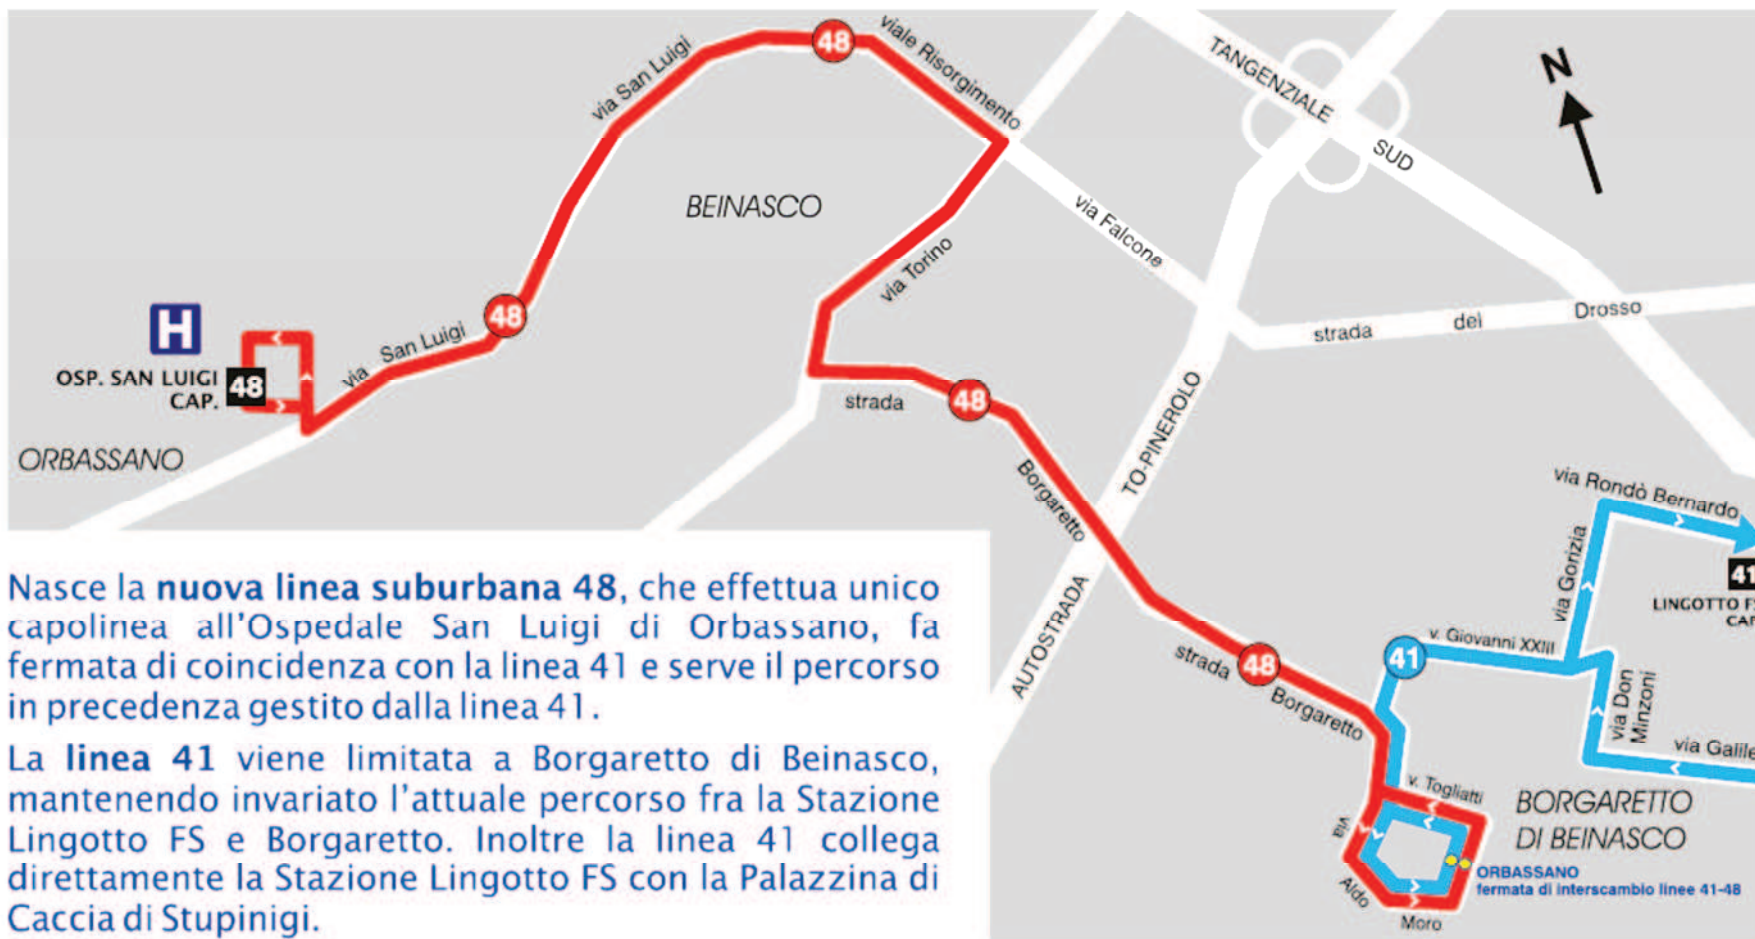 48
viale Risorgimento
via San Luigi
TANGENZIALE
SUD
N
BEINASCO
via Falcone
via Torino
H
48
via San Luigi
strada del Drosso
OSP. SAN LUIGI
CAP.
48
strada
48
Borgaretto
TO-PINEROLO
ORBASSANO
AUTOSTRADA
via Rondò Bernardo
via Gorizia
41
LINGOTTO F
CAP
v. Giovanni XXIII
41
strada
48
Borgaretto
via Don
Minzoni
via Galile
v. Togliatti
BORGARETTO
DI BEINASCO
via
Aldo
Moro
ORBASSANO
fermata di interscambio linee 41-48
Nasce la nuova linea suburbana 48, che effettua unico
capolinea all'Ospedale San Luigi di Orbassano, fa
fermata di coincidenza con la linea 41 e serve il percorso
in precedenza gestito dalla linea 41.
La linea 41 viene limitata a Borgaretto di Beinasco,
mantenendo invariato l'attuale percorso fra la Stazione
Lingotto FS e Borgaretto. Inoltre la linea 41 collega
direttamente la Stazione Lingotto FS con la Palazzina di
Caccia di Stupinigi.